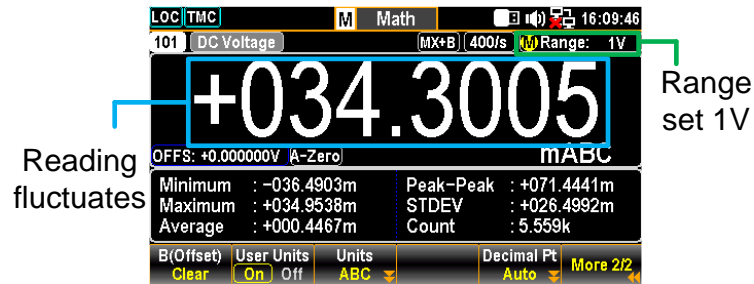 LOC TMC M Math 16:09:46
101 DC Voltage MX+B 400/s M Range: 1V
+034.3005
OFFS: +0.000000V A-Zero mABC
Minimum : -036.4903m Peak-Peak : +071.4441m
Maximum : +034.9538m STDEV : +026.4992m
Average : +000.4467m Count : 5.559k
B(Offset) User Units Units Decimal Pt More 2/2
Clear On Off ABC Auto
Reading
fluctuates
Range
set 1V